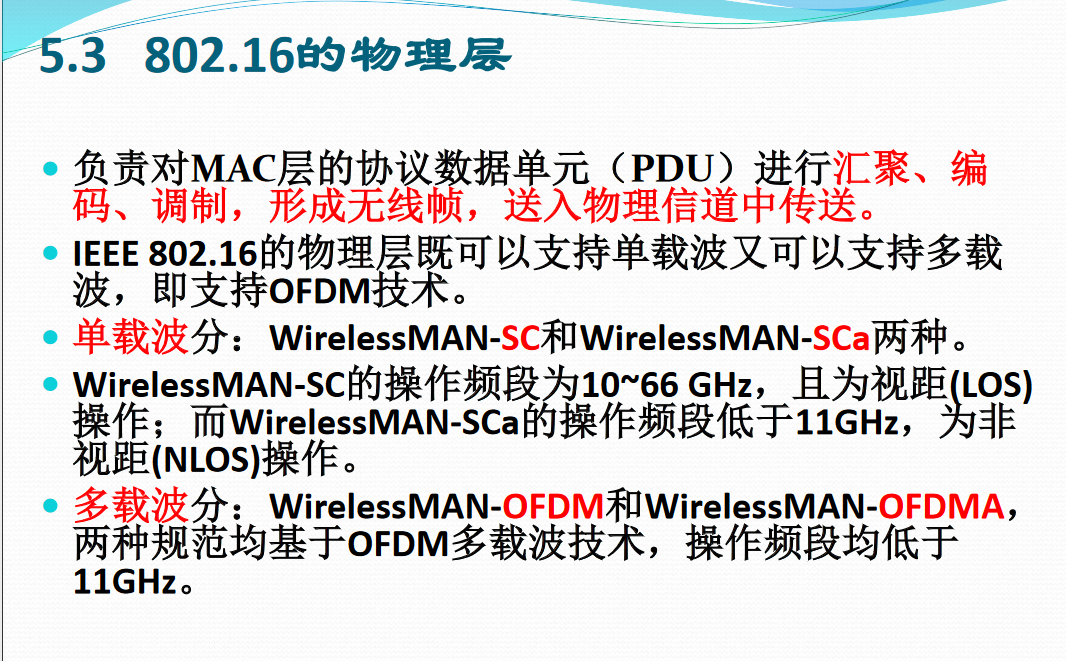 5.3 802.16的物理层
负责对MAC层的协议数据单元（PDU）进行汇聚、编
码、调制，形成无线帧，送入物理信道中传送。
IEEE 802.16的物理层既可以支持单载波又可以支持多载
波，即支持OFDM技术。
单载波分：WirelessMAN-SC和WirelessMAN-SCa两种。
WirelessMAN-SC的操作频段为10~66 GHz，且为视距(LOS)
操作；而WirelessMAN-SCa的操作频段低于11GHz，为非
视距(NLOS)操作。
多载波分：WirelessMAN-OFDM和WirelessMAN-OFDMA，
两种规范均基于OFDM多载波技术，操作频段均低于
11GHz。